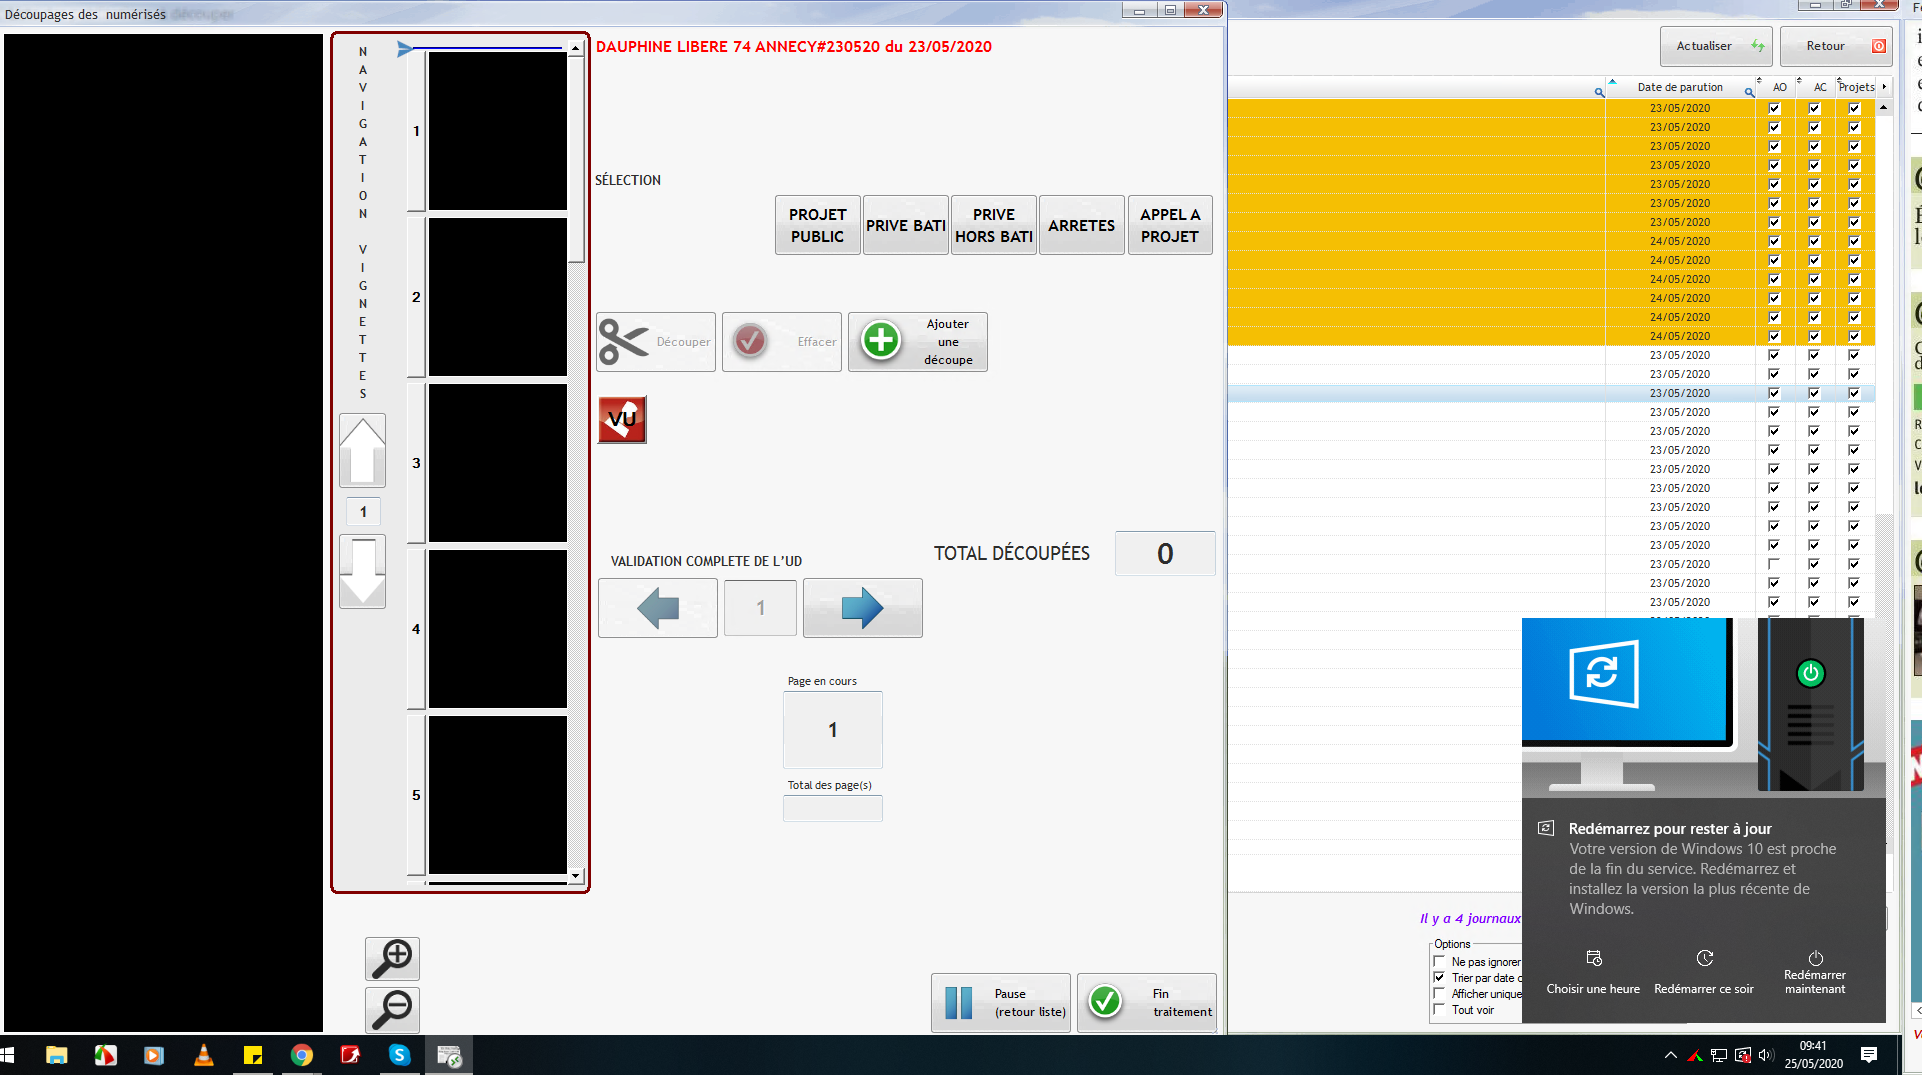 Découpages des numérisés
NAVIGATION VIGNETTES
1
1
2
3
4
5
DAUPHINE LIBERE 74 ANNECY#230520 du 23/05/2020
SÉLECTION
PROJET PUBLIC
PRIVE BATI
PRIVE HORS BATI
ARRETES
APPEL A PROJET
Découper
Effacer
Ajouter une découpe
VU
TOTAL DÉCOUPÉES
0
VALIDATION COMPLETE DE L'UD
1
Page en cours
1
Total des page(s)
Pause
(retour liste)
Fin
traitement
Actualiser
Retour
Date de parution AO AC Projets
23/05/2020
23/05/2020
23/05/2020
23/05/2020
23/05/2020
23/05/2020
23/05/2020
24/05/2020
24/05/2020
24/05/2020
24/05/2020
24/05/2020
24/05/2020
23/05/2020
23/05/2020
23/05/2020
23/05/2020
23/05/2020
23/05/2020
23/05/2020
23/05/2020
23/05/2020
23/05/2020
23/05/2020
23/05/2020
23/05/2020
23/05/2020
Il y a 4 journaux
Options
Ne pas ignorer
Trier par date
Afficher unique
Tout voir
Redémarrez pour rester à jour
Votre version de Windows 10 est proche
de la fin du service. Redémarrez et
installez la version la plus récente de
Windows.
Choisir une heure
Redémarrer ce soir
Redémarrer
maintenant
09:41
25/05/2020